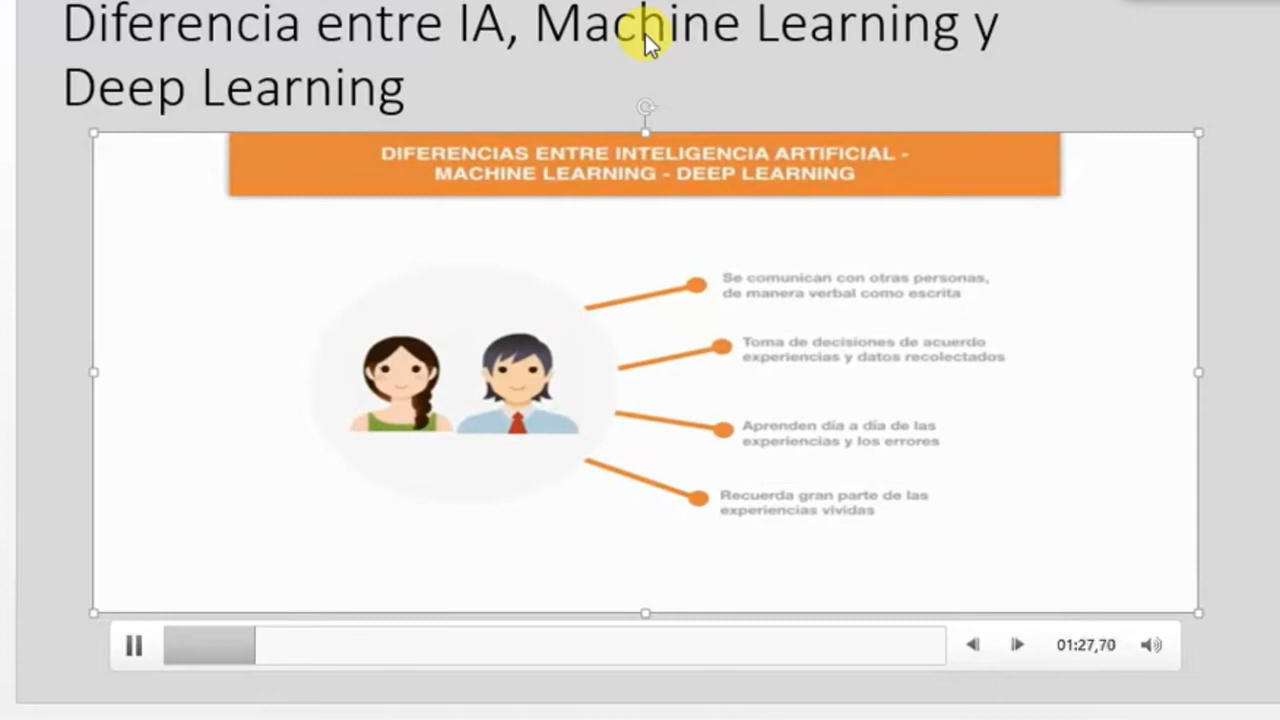 Diferencia entre IA, Machine Learning y
Deep Learning
DIFERENCIAS ENTRE INTELIGENCIA ARTIFICIAL -
MACHINE LEARNING - DEEP LEARNING
Se comunican con otras personas,
de manera verbal como escrita
Toma de decisiones de acuerdo
experiencias y datos recolectados
Aprenden día a día de las
experiencias y los errores
Recuerda gran parte de las
experiencias vividas
01:27,70